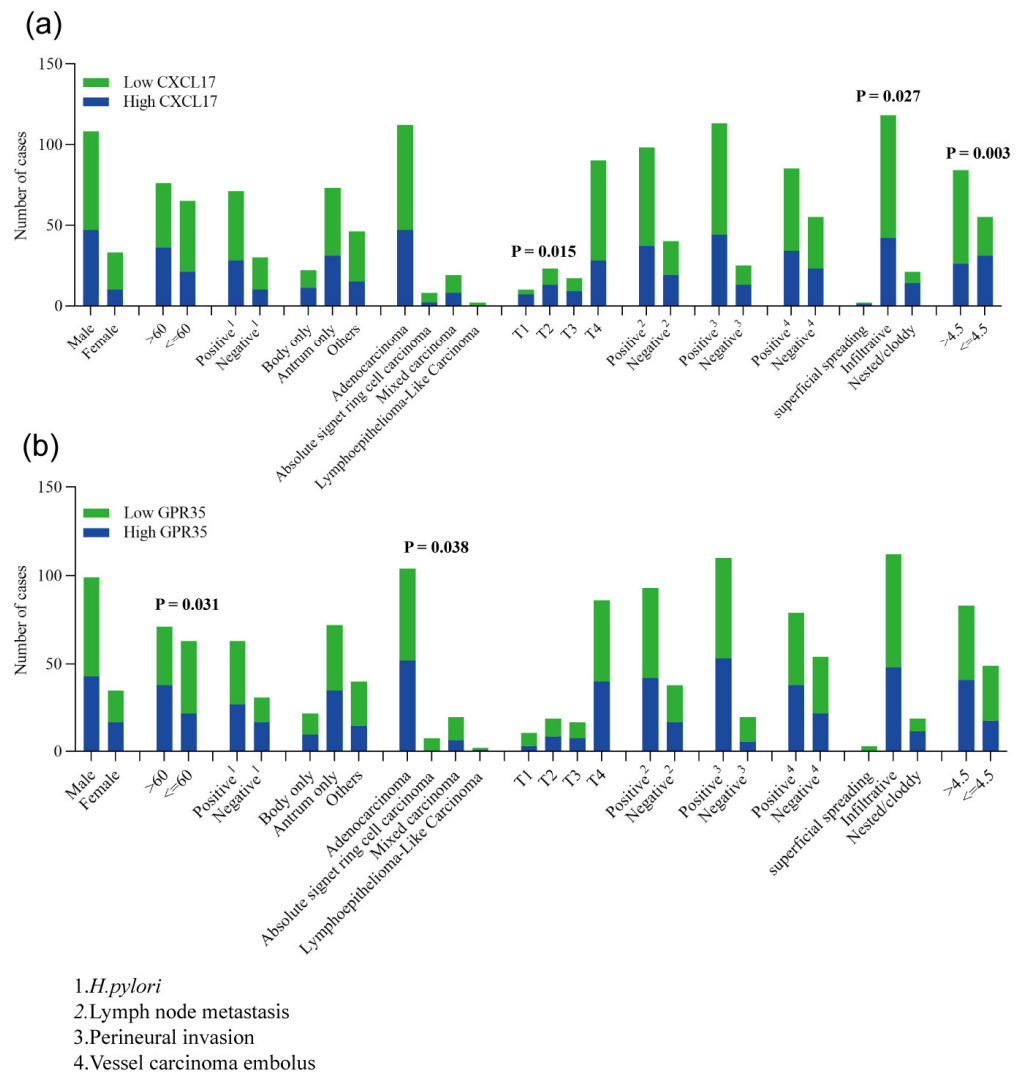 (a)
150
100
50
0
Number of cases
Low CXCL17
High CXCL17
P = 0.015
P = 0.027
P = 0.003
Male
Female
>60
<=60
Positive¹
Negative¹
Body only
Antrum only
Others
Adenocarcinoma
Absolute signet ring cell carcinoma
Mixed carcinoma
Lymphoepithelioma-Like Carcinoma
T1
T2
T3
T4
Positive²
Negative²
Positive³
Negative³
Positive⁴
Negative⁴
superficial spreading
Infiltrative
Nested/cloddy
>4.5
<=4.5
(b)
150
100
50
0
Number of cases
Low GPR35
High GPR35
P = 0.031
P = 0.038
Male
Female
>60
<=60
Positive¹
Negative¹
Body only
Antrum only
Others
Adenocarcinoma
Absolute signet ring cell carcinoma
Mixed carcinoma
Lymphoepithelioma-Like Carcinoma
T1
T2
T3
T4
Positive²
Negative²
Positive³
Negative³
Positive⁴
Negative⁴
superficial spreading
Infiltrative
Nested/cloddy
>4.5
<=4.5
1.H.pylori
2.Lymph node metastasis
3.Perineural invasion
4.Vessel carcinoma embolus